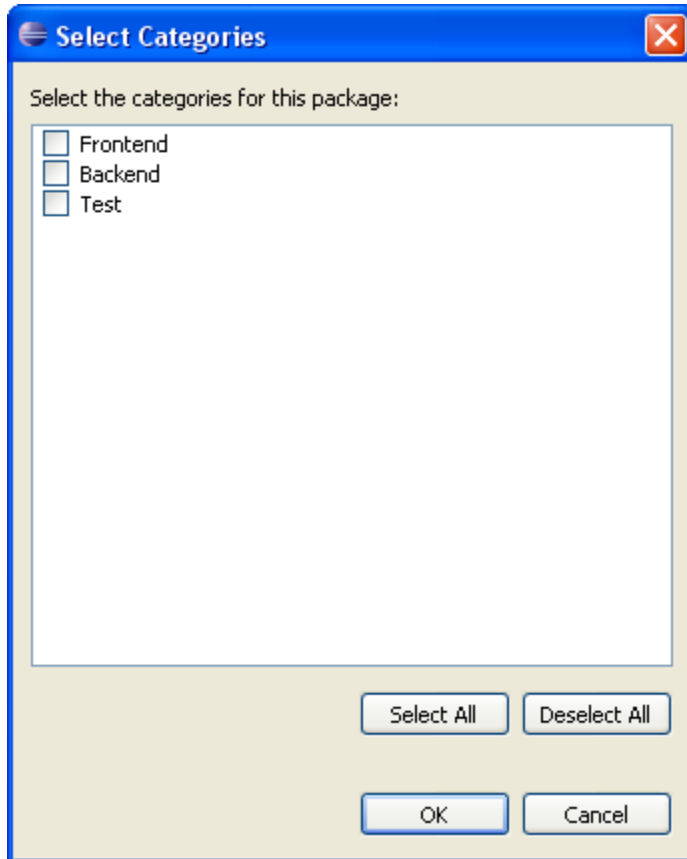 Select Categories
Select the categories for this package:
Frontend
Backend
Test
Select All Deselect All
OK Cancel